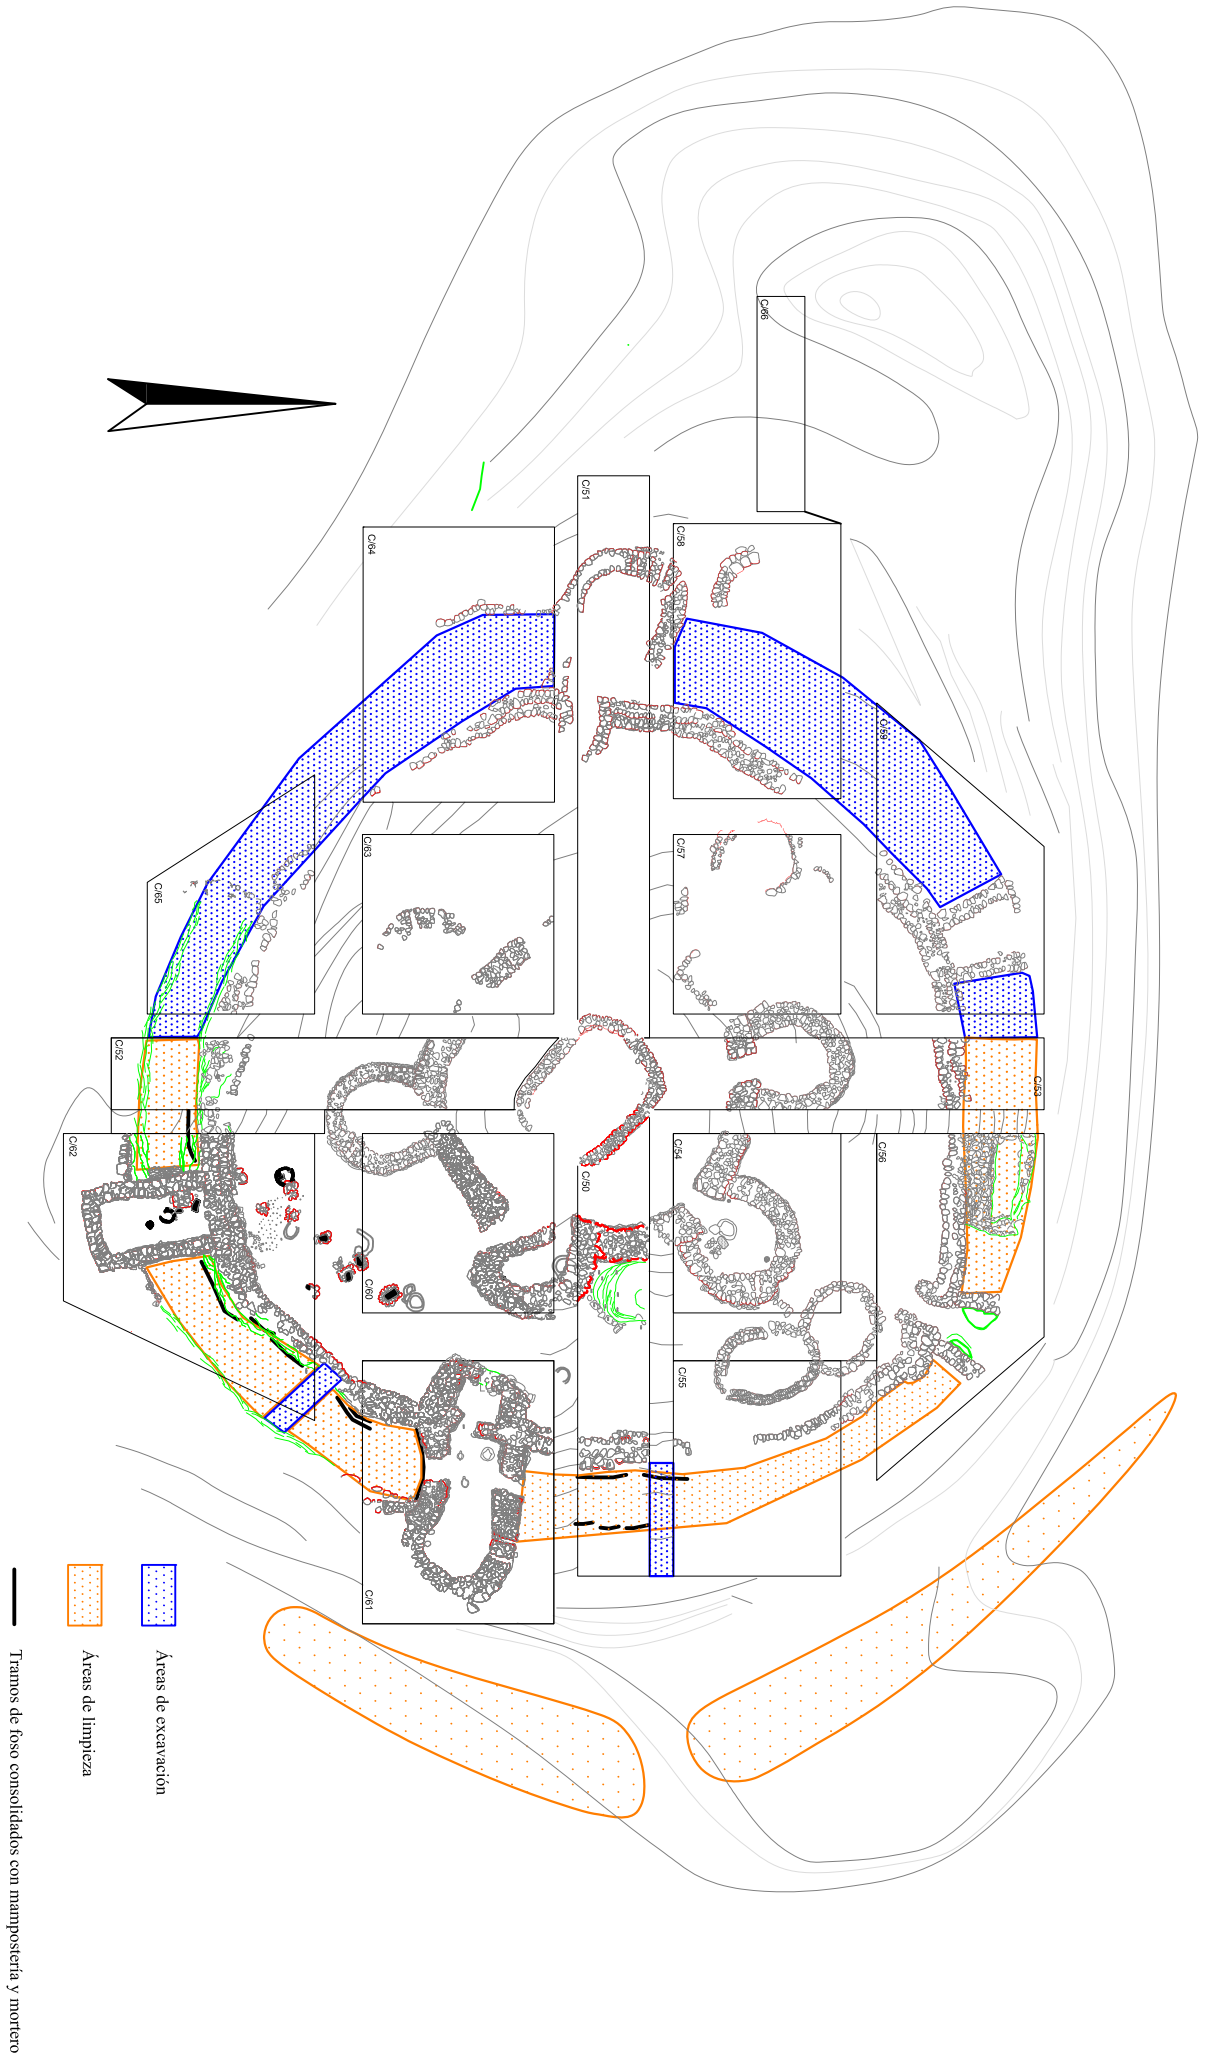 C/66
C/51
C/58
C/64
C/59
C/63
C/57
C/65
C/52
C/53
C/62
C/54
C/56
C/50
C/60
C/55
C/61
Áreas de excavación
Áreas de limpieza
Tramos de foso consolidados con mampostería y mortero